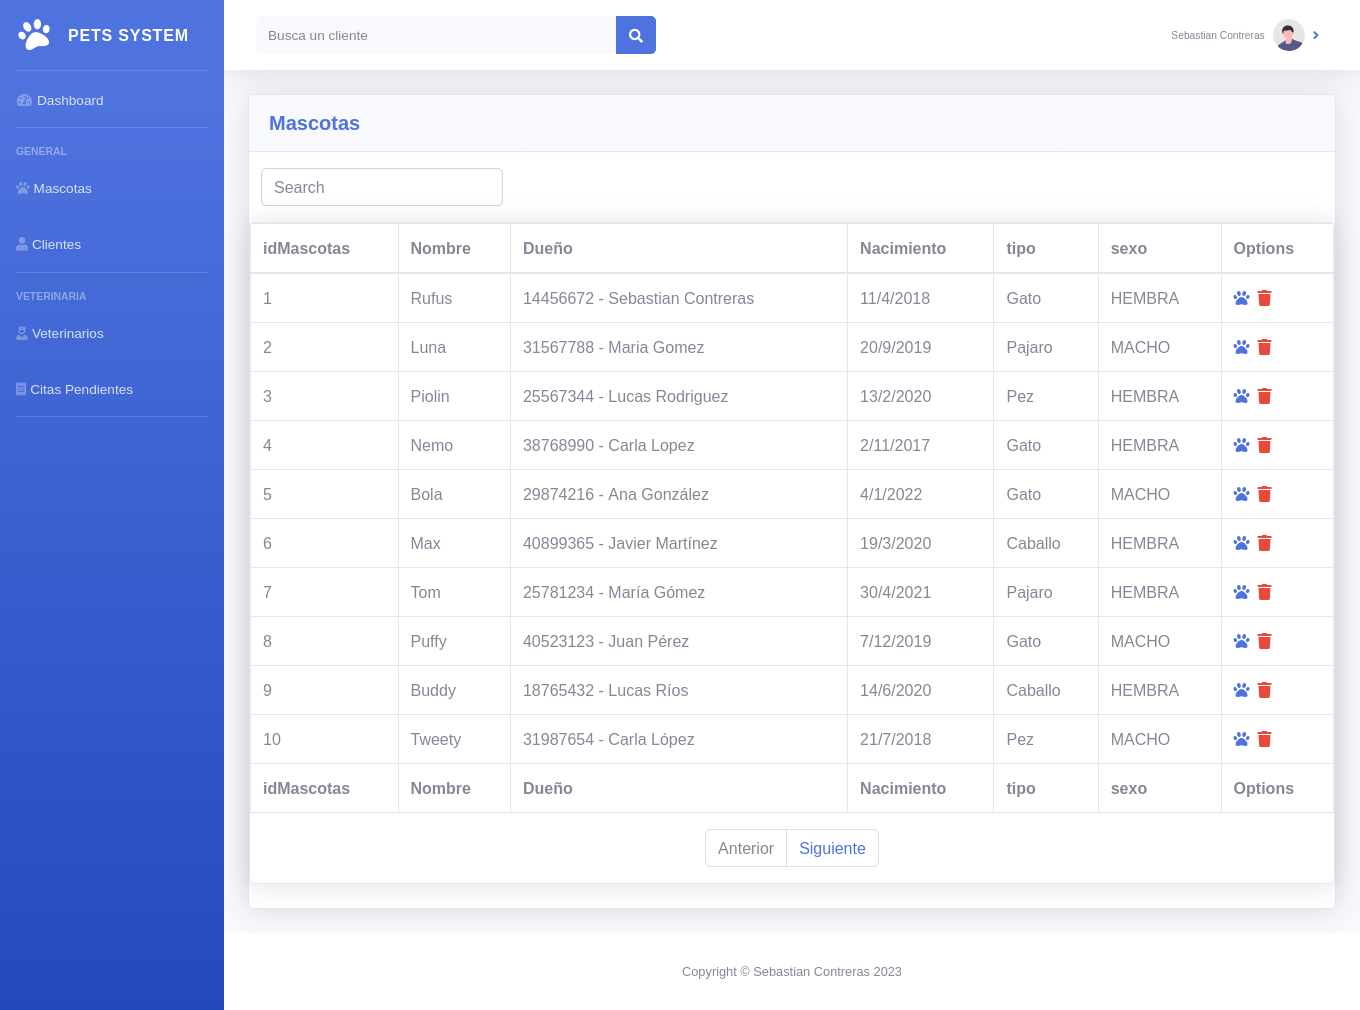 PETS SYSTEM
Dashboard
GENERAL
Mascotas
Clientes
VETERINARIA
Veterinarios
Citas Pendientes
Busca un cliente
Sebastian Contreras
Mascotas
Search
idMascotas Nombre Dueño Nacimiento tipo sexo Options
1 Rufus 14456672 - Sebastian Contreras 11/4/2018 Gato HEMBRA
2 Luna 31567788 - Maria Gomez 20/9/2019 Pajaro MACHO
3 Piolin 25567344 - Lucas Rodriguez 13/2/2020 Pez HEMBRA
4 Nemo 38768990 - Carla Lopez 2/11/2017 Gato HEMBRA
5 Bola 29874216 - Ana González 4/1/2022 Gato MACHO
6 Max 40899365 - Javier Martínez 19/3/2020 Caballo HEMBRA
7 Tom 25781234 - María Gómez 30/4/2021 Pajaro HEMBRA
8 Puffy 40523123 - Juan Pérez 7/12/2019 Gato MACHO
9 Buddy 18765432 - Lucas Ríos 14/6/2020 Caballo HEMBRA
10 Tweety 31987654 - Carla López 21/7/2018 Pez MACHO
idMascotas Nombre Dueño Nacimiento tipo sexo Options
Anterior Siguiente
Copyright © Sebastian Contreras 2023